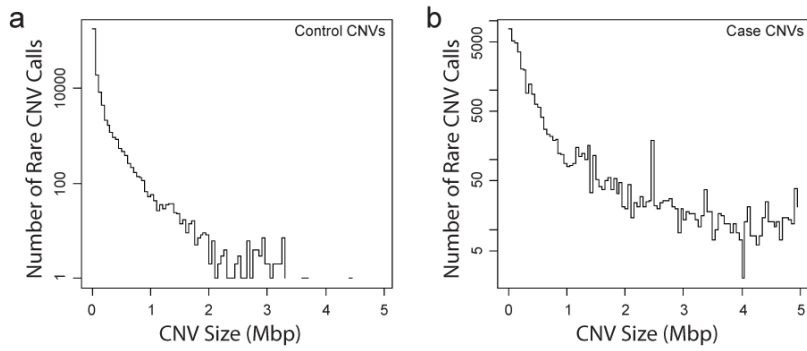 a
Control CNVs
Number of Rare CNV Calls
10000
100
1
0 1 2 3 4 5
CNV Size (Mbp)
b
Case CNVs
Number of Rare CNV Calls
5000
500
50
5
0 1 2 3 4 5
CNV Size (Mbp)